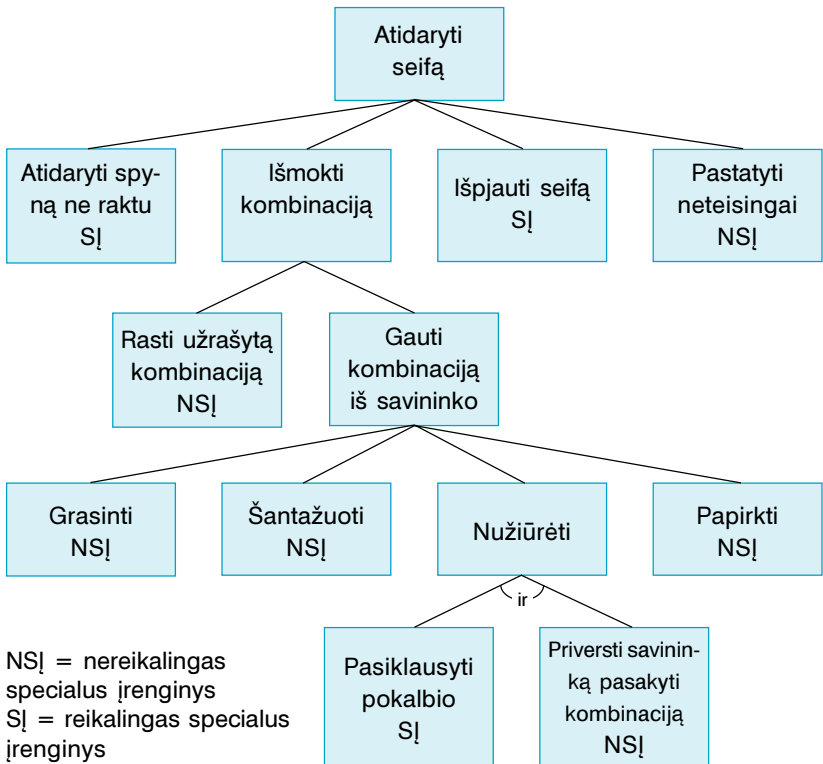 Atidaryti
seifą
Atidaryti spy-
ną ne raktu
SĮ
Išmokti
kombinaciją
Išpjauti seifą
SĮ
Pastatyti
neteisingai
NSĮ
Rasti užrašytą
kombinaciją
NSĮ
Gauti
kombinaciją
iš savininko
Grasinti
NSĮ
Šantažuoti
NSĮ
Nužiūrėti
Papirkti
NSĮ
ir
Pasiklausyti
pokalbio
SĮ
Priversti savinin-
ką pasakyti
kombinaciją
NSĮ
NSĮ = nereikalingas
specialus įrenginys
SĮ = reikalingas specialus
įrenginys